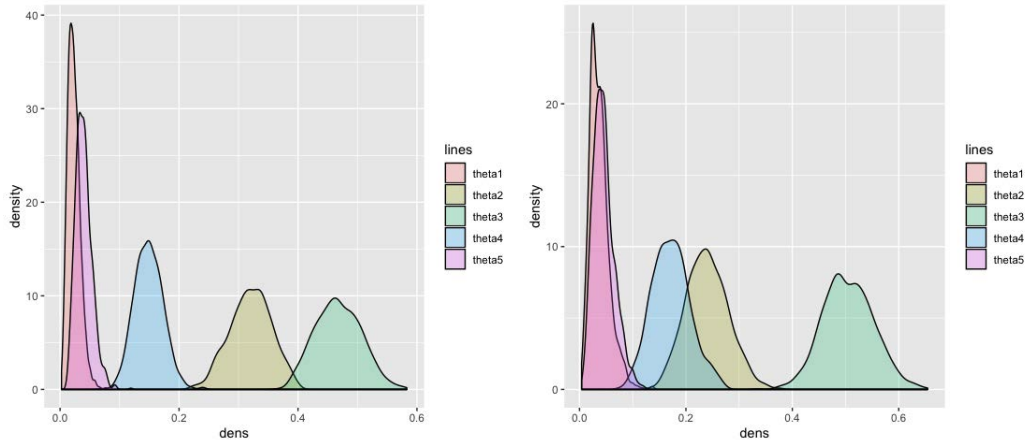 40
30
20
10
0
density
0.0
0.2
0.4
0.6
dens
lines
theta1
theta2
theta3
theta4
theta5
20
10
0
density
0.0
0.2
0.4
0.6
dens
lines
theta1
theta2
theta3
theta4
theta5